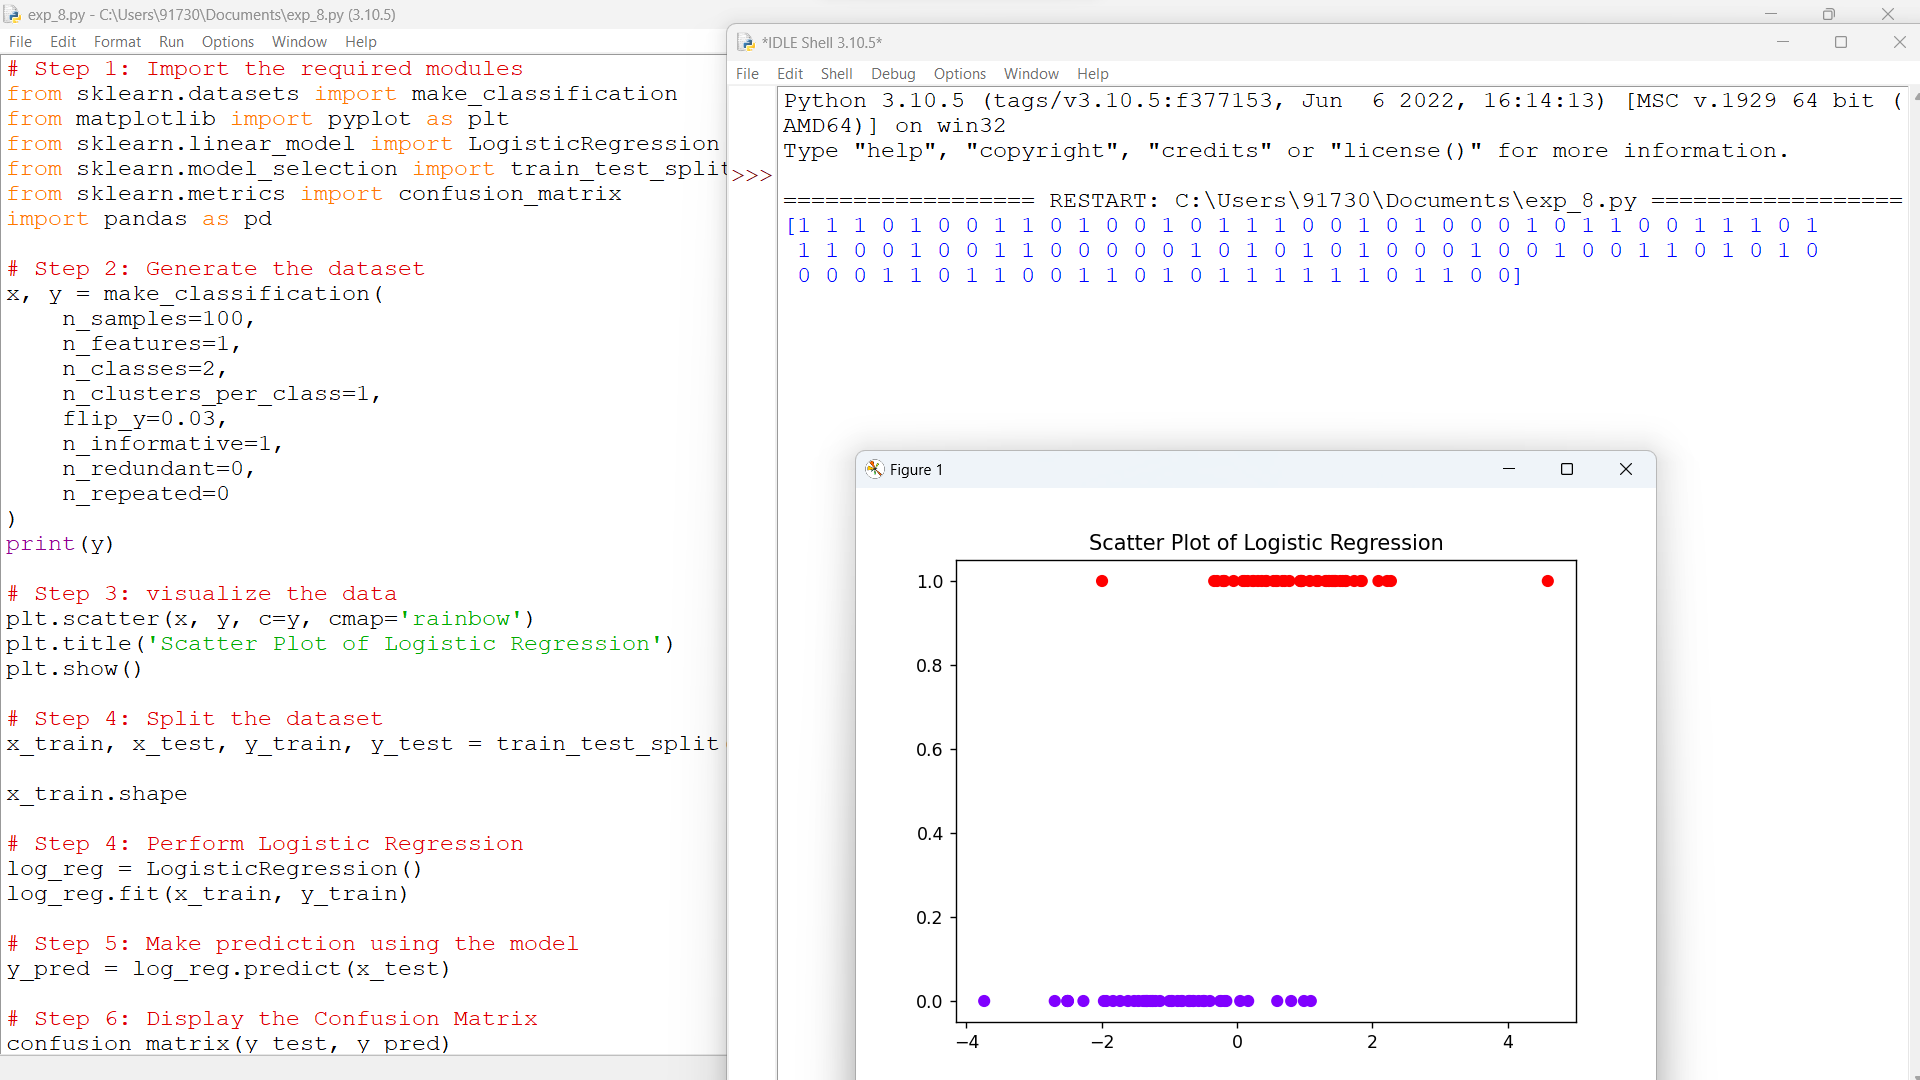 exp_8.py - C:\Users\91730\Documents\exp_8.py (3.10.5)
File Edit Format Run Options Window Help
# Step 1: Import the required modules
from sklearn.datasets import make_classification
from matplotlib import pyplot as plt
from sklearn.linear_model import LogisticRegression
from sklearn.model_selection import train_test_split
from sklearn.metrics import confusion_matrix
import pandas as pd
# Step 2: Generate the dataset
x, y = make_classification(
    n_samples=100,
    n_features=1,
    n_classes=2,
    n_clusters_per_class=1,
    flip_y=0.03,
    n_informative=1,
    n_redundant=0,
    n_repeated=0
)
print(y)
# Step 3: visualize the data
plt.scatter(x, y, c=y, cmap='rainbow')
plt.title('Scatter Plot of Logistic Regression')
plt.show()
# Step 4: Split the dataset
x_train, x_test, y_train, y_test = train_test_split
x_train.shape
# Step 4: Perform Logistic Regression
log_reg = LogisticRegression()
log_reg.fit(x_train, y_train)
# Step 5: Make prediction using the model
y_pred = log_reg.predict(x_test)
# Step 6: Display the Confusion Matrix
confusion matrix(y test, y pred)
*IDLE Shell 3.10.5*
File Edit Shell Debug Options Window Help
Python 3.10.5 (tags/v3.10.5:f377153, Jun  6 2022, 16:14:13) [MSC v.1929 64 bit (
AMD64)] on win32
Type "help", "copyright", "credits" or "license()" for more information.
>>>
================== RESTART: C:\Users\91730\Documents\exp_8.py ==================
[1 1 1 0 1 0 0 1 1 0 1 0 0 1 0 1 1 1 0 0 1 0 1 0 0 0 1 0 1 1 0 0 1 1 1 0 1
 1 1 0 0 1 0 0 1 1 0 0 0 0 0 1 0 1 0 1 0 1 0 0 0 1 0 0 1 0 0 1 1 0 1 0 1 0
 0 0 0 1 1 0 1 1 0 0 1 1 0 1 0 1 1 1 1 1 1 0 1 1 0 0]
Figure 1
Scatter Plot of Logistic Regression
1.0
0.8
0.6
0.4
0.2
0.0
−4 −2 0 2 4